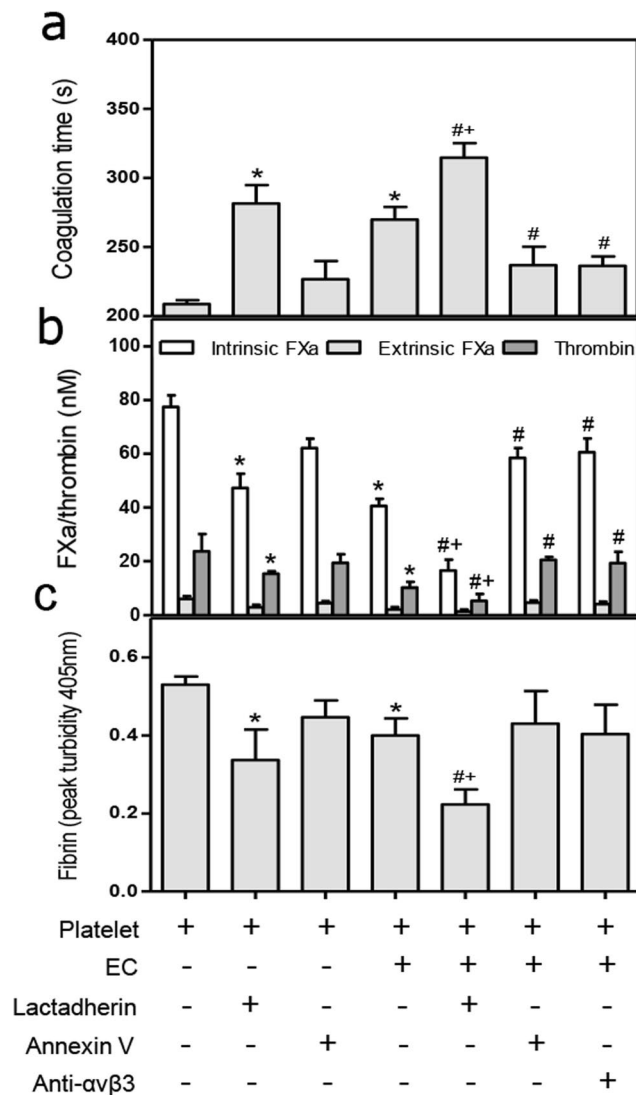 a
Coagulation time (s)
400
350
300
250
200
*
*
#+
#
#
b
FXa/thrombin (nM)
Intrinsic FXa Extrinsic FXa Thrombin
100
80
60
40
20
0
*
*
*
*
#+
#+
#
#
#
#
c
Fibrin (peak turbidity 405nm)
0.6
0.4
0.2
0.0
*
*
#+
Platelet + + + + + + +
EC - - - + + + +
Lactadherin - + - - + - -
Annexin V - - + - - + -
Anti-αvβ3 - - - - - - +